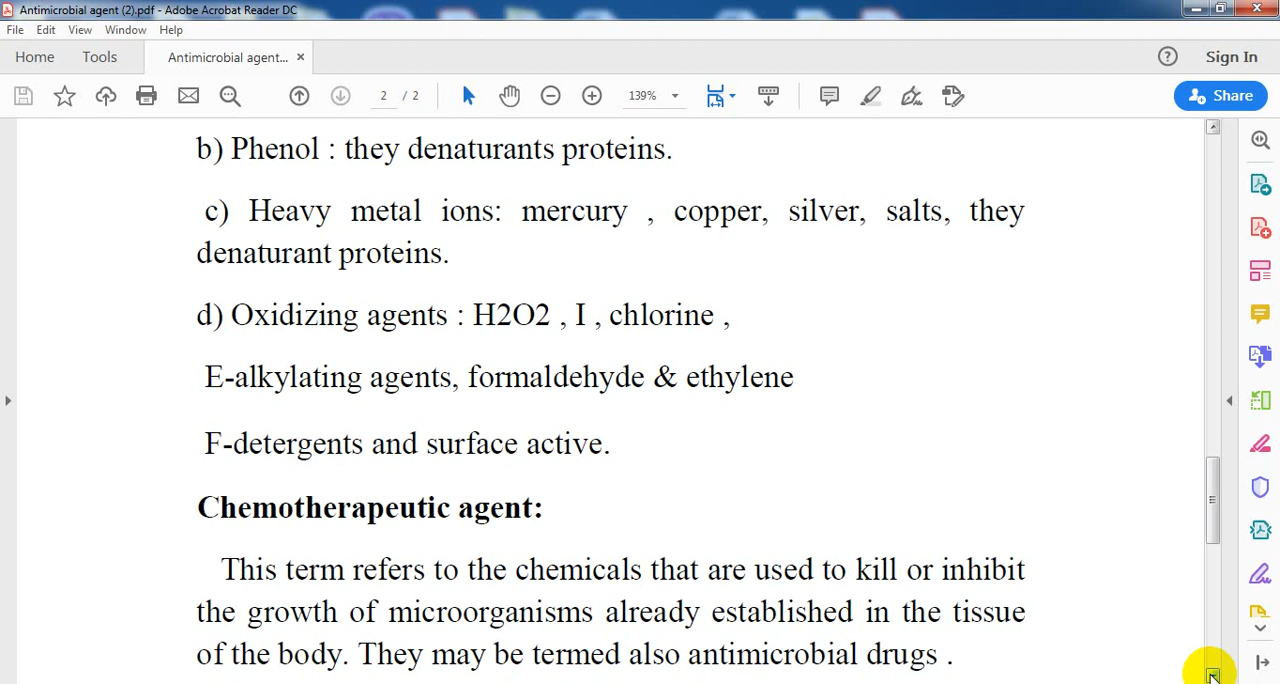 Antimicrobial agent (2).pdf - Adobe Acrobat Reader DC
File Edit View Window Help
Home Tools Antimicrobial agent... × Sign In
2 / 2 139% Share
b) Phenol : they denaturants proteins.
c) Heavy metal ions: mercury , copper, silver, salts, they
denaturant proteins.
d) Oxidizing agents : H2O2 , I , chlorine ,
E-alkylating agents, formaldehyde & ethylene
F-detergents and surface active.
Chemotherapeutic agent:
This term refers to the chemicals that are used to kill or inhibit
the growth of microorganisms already established in the tissue
of the body. They may be termed also antimicrobial drugs .